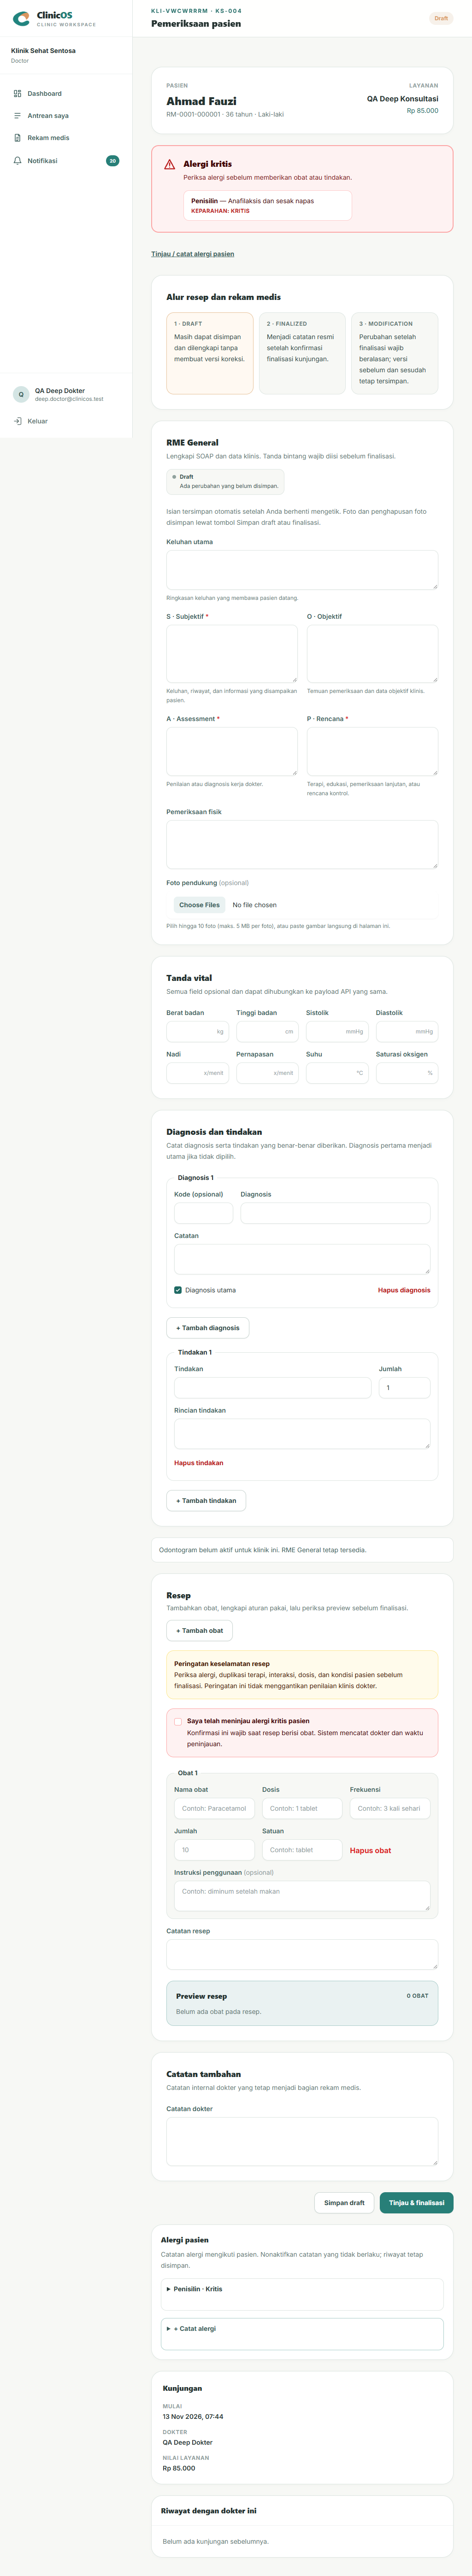 ClinicOS
CLINIC WORKSPACE
Klinik Sehat Sentosa
Doctor
Dashboard
Antrean saya
Rekam medis
Notifikasi
20
Q
QA Deep Dokter
deep.doctor@clinicos.test
Keluar
KLI-VWCWRRRM · KS-004
Pemeriksaan pasien
Draft
PASIEN
Ahmad Fauzi
RM-0001-000001 · 36 tahun · Laki-laki
LAYANAN
QA Deep Konsultasi
Rp 85.000
Alergi kritis
Periksa alergi sebelum memberikan obat atau tindakan.
Penisilin — Anafilaksis dan sesak napas
KEPARAHAN: KRITIS
Tinjau / catat alergi pasien
Alur resep dan rekam medis
1 · DRAFT
Masih dapat disimpan
dan dilengkapi tanpa
membuat versi koreksi.
2 · FINALIZED
Menjadi catatan resmi
setelah konfirmasi
finalisasi kunjungan.
3 · MODIFICATION
Perubahan setelah
finalisasi wajib
beralasan; versi
sebelum dan sesudah
tetap tersimpan.
RME General
Lengkapi SOAP dan data klinis. Tanda bintang wajib diisi sebelum finalisasi.
Draft
Ada perubahan yang belum disimpan.
Isian tersimpan otomatis setelah Anda berhenti mengetik. Foto dan penghapusan foto
disimpan lewat tombol Simpan draft atau finalisasi.
Keluhan utama
Ringkasan keluhan yang membawa pasien datang.
S · Subjektif *
Keluhan, riwayat, dan informasi yang disampaikan
pasien.
O · Objektif
Temuan pemeriksaan dan data objektif klinis.
A · Assessment *
Penilaian atau diagnosis kerja dokter.
P · Rencana *
Terapi, edukasi, pemeriksaan lanjutan, atau
rencana kontrol.
Pemeriksaan fisik
Foto pendukung (opsional)
Choose Files
No file chosen
Pilih hingga 10 foto (maks. 5 MB per foto), atau paste gambar langsung di halaman ini.
Tanda vital
Semua field opsional dan dapat dihubungkan ke payload API yang sama.
Berat badan
kg
Tinggi badan
cm
Sistolik
mmHg
Diastolik
mmHg
Nadi
x/menit
Pernapasan
x/menit
Suhu
°C
Saturasi oksigen
%
Diagnosis dan tindakan
Catat diagnosis serta tindakan yang benar-benar diberikan. Diagnosis pertama menjadi
utama jika tidak dipilih.
Diagnosis 1
Kode (opsional)
Diagnosis
Catatan
Diagnosis utama
Hapus diagnosis
+ Tambah diagnosis
Tindakan 1
Tindakan
Jumlah
1
Rincian tindakan
Hapus tindakan
+ Tambah tindakan
Odontogram belum aktif untuk klinik ini. RME General tetap tersedia.
Resep
Tambahkan obat, lengkapi aturan pakai, lalu periksa preview sebelum finalisasi.
+ Tambah obat
Peringatan keselamatan resep
Periksa alergi, duplikasi terapi, interaksi, dosis, dan kondisi pasien sebelum
finalisasi. Peringatan ini tidak menggantikan penilaian klinis dokter.
Saya telah meninjau alergi kritis pasien
Konfirmasi ini wajib saat resep berisi obat. Sistem mencatat dokter dan waktu
peninjauan.
Obat 1
Nama obat
Contoh: Paracetamol
Dosis
Contoh: 1 tablet
Frekuensi
Contoh: 3 kali sehari
Jumlah
10
Satuan
Contoh: tablet
Hapus obat
Instruksi penggunaan (opsional)
Contoh: diminum setelah makan
Catatan resep
Preview resep
0 OBAT
Belum ada obat pada resep.
Catatan tambahan
Catatan internal dokter yang tetap menjadi bagian rekam medis.
Catatan dokter
Simpan draft
Tinjau & finalisasi
Alergi pasien
Catatan alergi mengikuti pasien. Nonaktifkan catatan yang tidak berlaku; riwayat tetap
disimpan.
Penisilin · Kritis
+ Catat alergi
Kunjungan
MULAI
13 Nov 2026, 07:44
DOKTER
QA Deep Dokter
NILAI LAYANAN
Rp 85.000
Riwayat dengan dokter ini
Belum ada kunjungan sebelumnya.